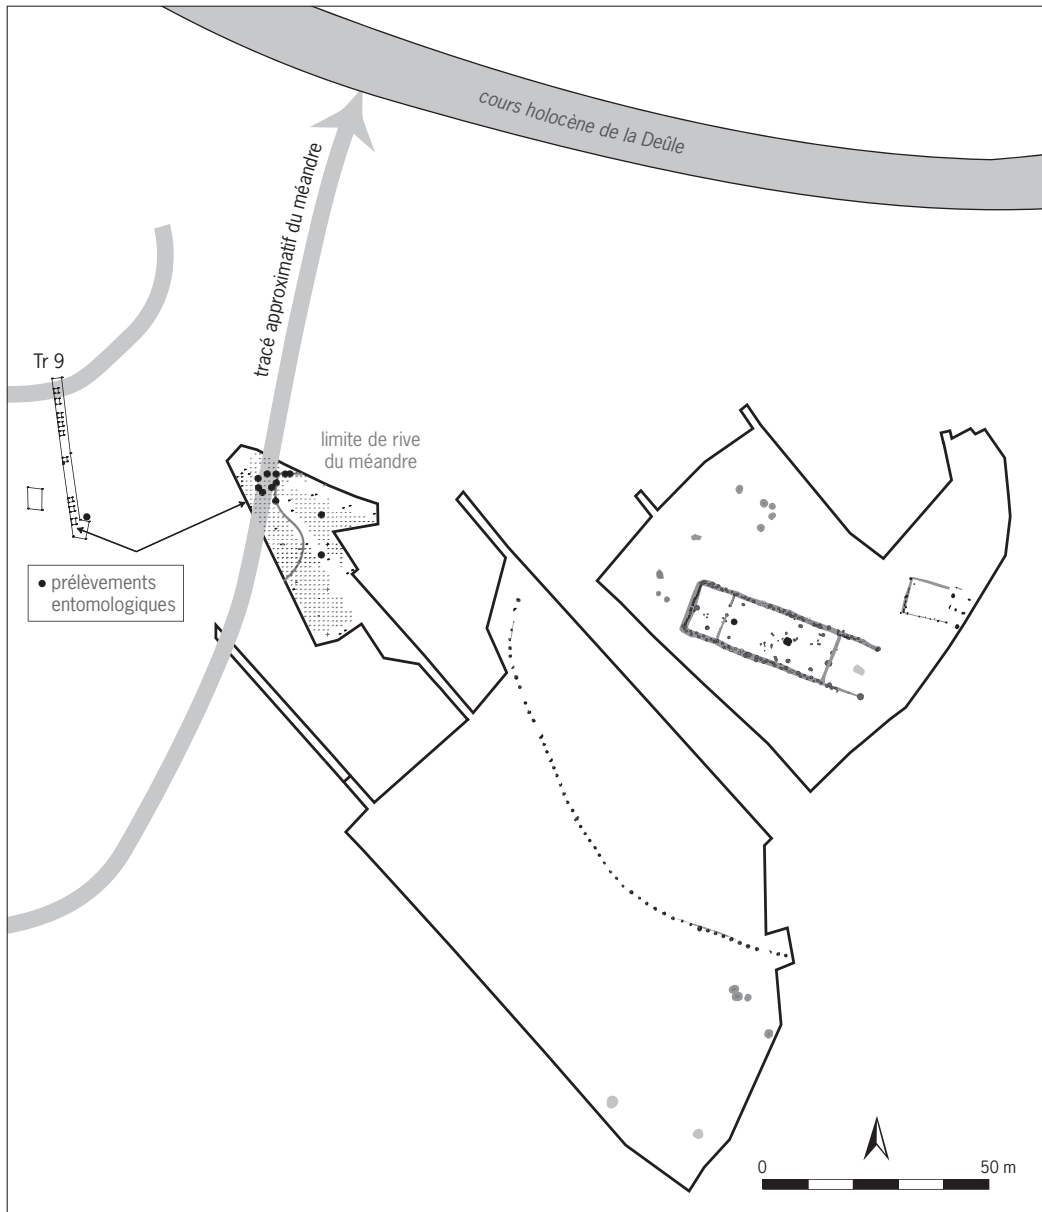 cours holocène de la Deûle
tracé approximatif du méandre
Tr 9
limite de rive
du méandre
prélèvements
entomologiques
0
50 m